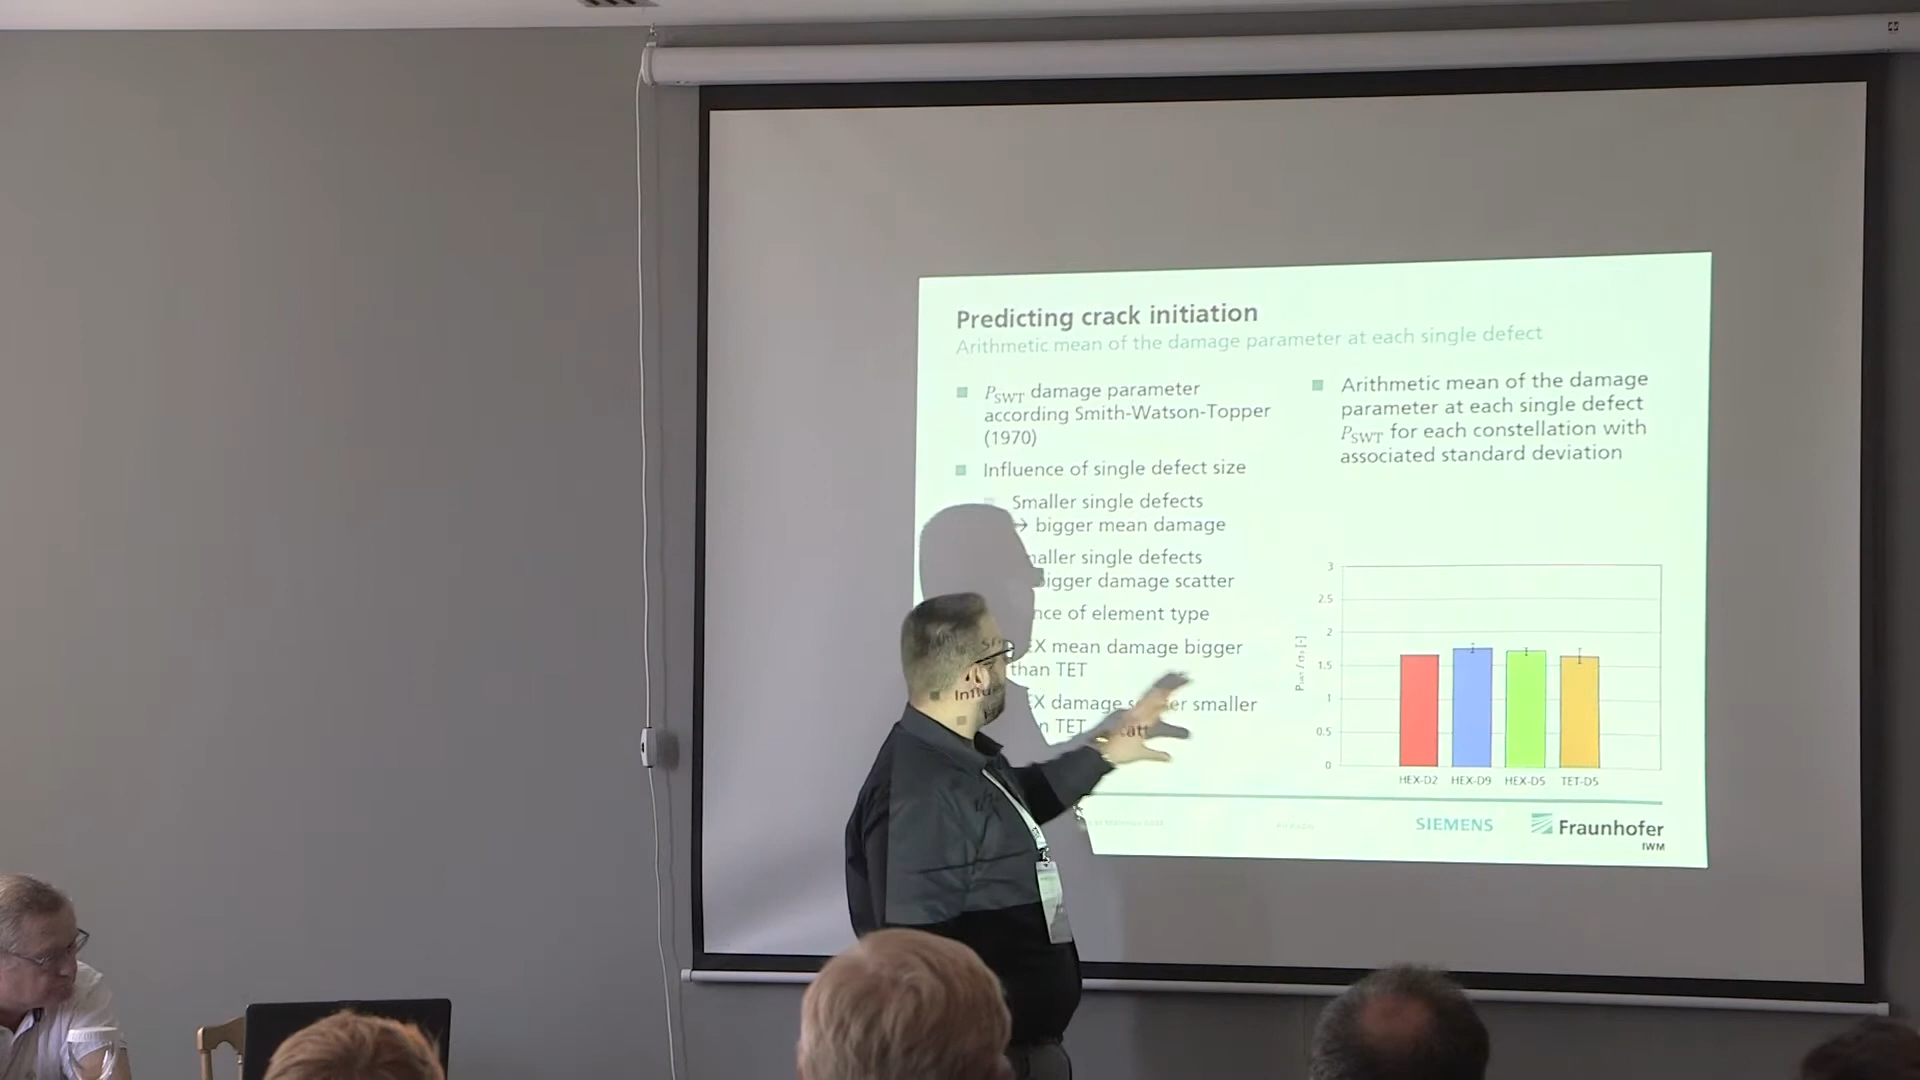 Predicting crack initiation
Arithmetic mean of the damage parameter at each single defect
P_SWT damage parameter
according Smith-Watson-Topper
(1970)
Influence of single defect size
Smaller single defects
→ bigger mean damage
maller single defects
bigger damage scatter
nce of element type
EX mean damage bigger
than TET
EX damage smaller
n TET
Arithmetic mean of the damage
parameter at each single defect
P_SWT for each constellation with
associated standard deviation
3
2.5
2
1.5
1
0.5
0
HEX-D2 HEX-D9 HEX-D5 TET-D5
SIEMENS
Fraunhofer
IWM